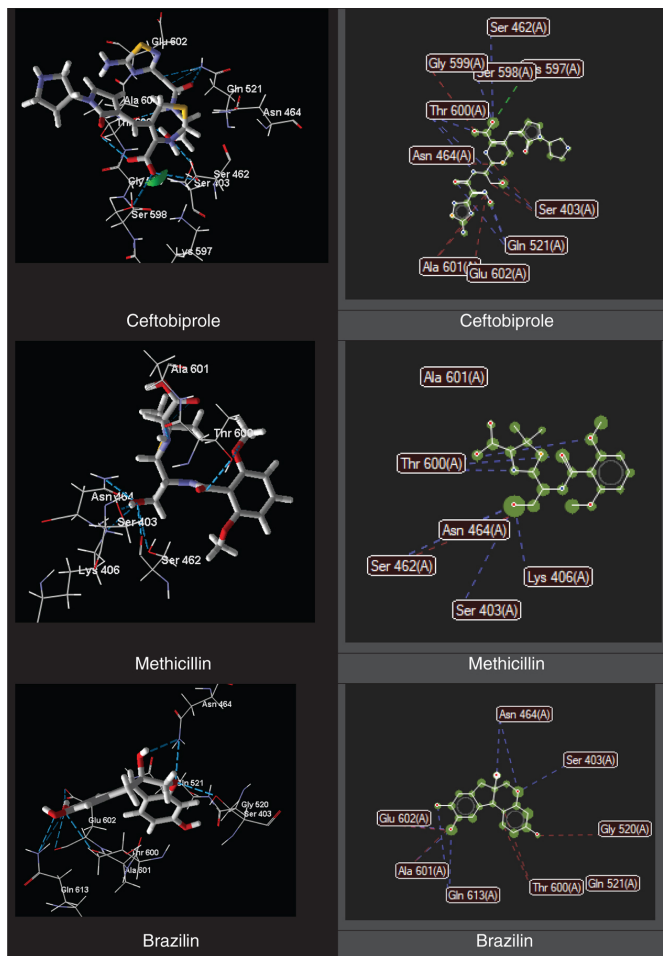 Glu 602
Gln 521
Asn 464
Ser 462
Ser 403
Ser 598
Lys 597
Ser 462(A)
Gly 599(A)
Ser 598(A)
Thr 600(A)
Asn 464(A)
Ser 403(A)
Gln 521(A)
Ala 601(A)
Glu 602(A)
Ceftobiprole
Ceftobiprole
Ala 601
Asn 464
Ser 403
Ser 462
Lys 406
Ala 601(A)
Thr 600(A)
Asn 464(A)
Ser 462(A)
Lys 406(A)
Ser 403(A)
Methicillin
Methicillin
Asn 464
Gly 520
Ser 403
Glu 602
Thr 600
Ala 601
Gln 613
Asn 464(A)
Ser 403(A)
Glu 602(A)
Gly 520(A)
Ala 601(A)
Gln 613(A)
Thr 600(A)
Gln 521(A)
Brazilin
Brazilin